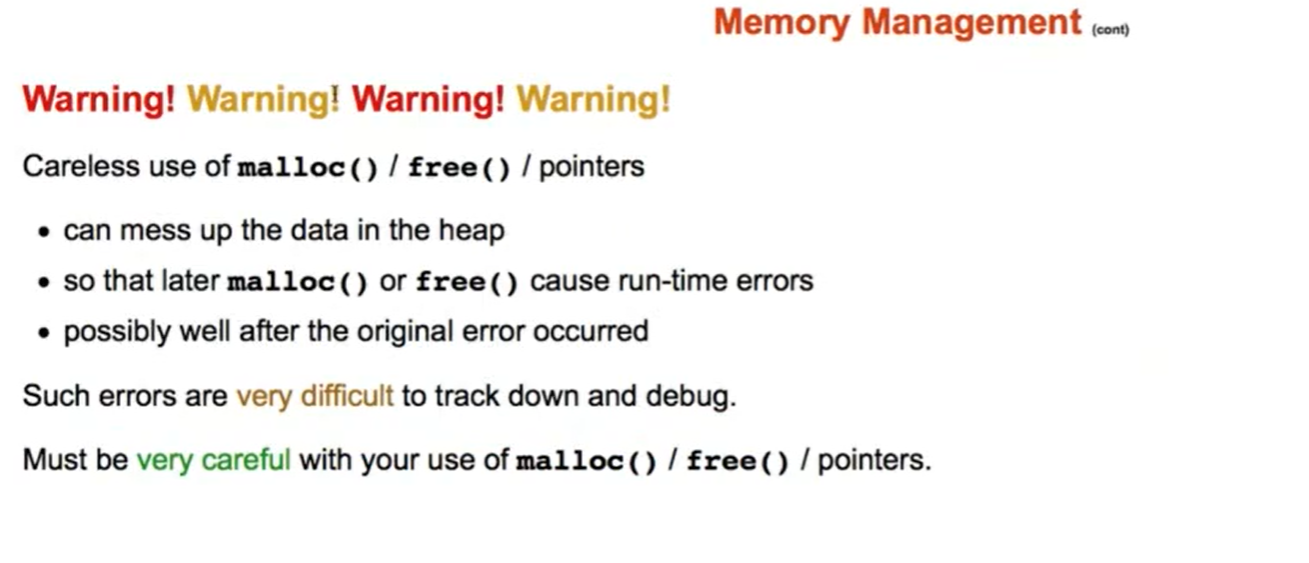 Memory Management (cont)
Warning! Warning! Warning! Warning!
Careless use of malloc() / free() / pointers
• can mess up the data in the heap
• so that later malloc() or free() cause run-time errors
• possibly well after the original error occurred
Such errors are very difficult to track down and debug.
Must be very careful with your use of malloc() / free() / pointers.